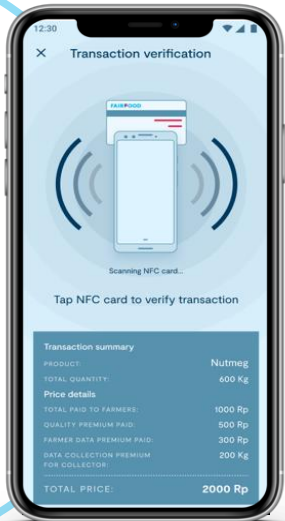 12:30
Transaction verification
FAIRFOOD
Scanning NFC card...
Tap NFC card to verify transaction
Transaction summary
PRODUCT: Nutmeg
TOTAL QUANTITY: 600 Kg
Price details
TOTAL PAID TO FARMERS: 1000 Rp
QUALITY PREMIUM PAID: 500 Rp
FARMER DATA PREMIUM PAID: 300 Rp
DATA COLLECTION PREMIUM 200 Kg
FOR COLLECTOR:
TOTAL PRICE: 2000 Rp